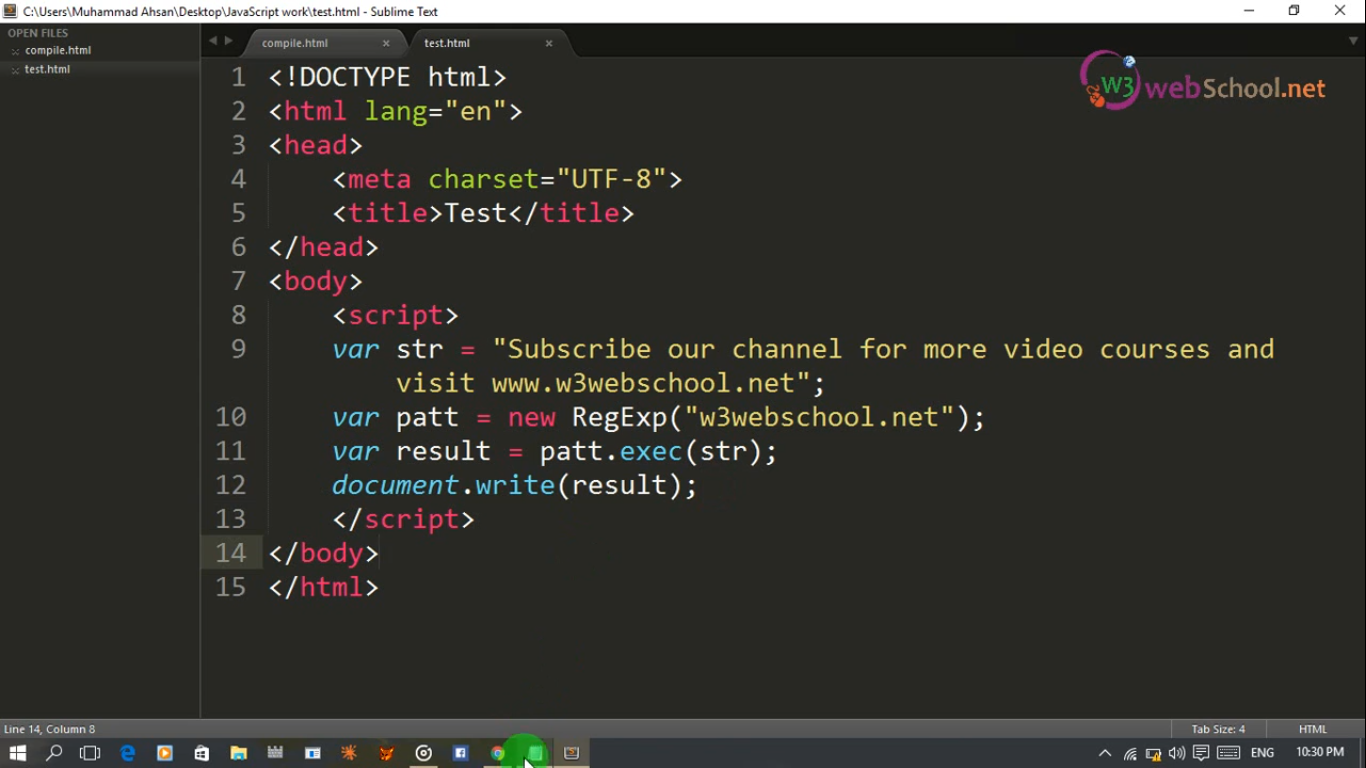 C:\Users\Muhammad Ahsan\Desktop\JavaScript work\test.html - Sublime Text
OPEN FILES
compile.html
test.html
compile.html
test.html
W3 webSchool.net
1 <!DOCTYPE html>
2 <html lang="en">
3 <head>
4 <meta charset="UTF-8">
5 <title>Test</title>
6 </head>
7 <body>
8 <script>
9 var str = "Subscribe our channel for more video courses and
visit www.w3webschool.net";
10 var patt = new RegExp("w3webschool.net");
11 var result = patt.exec(str);
12 document.write(result);
13 </script>
14 </body>
15 </html>
Line 14, Column 8
Tab Size: 4
HTML
ENG
10:30 PM